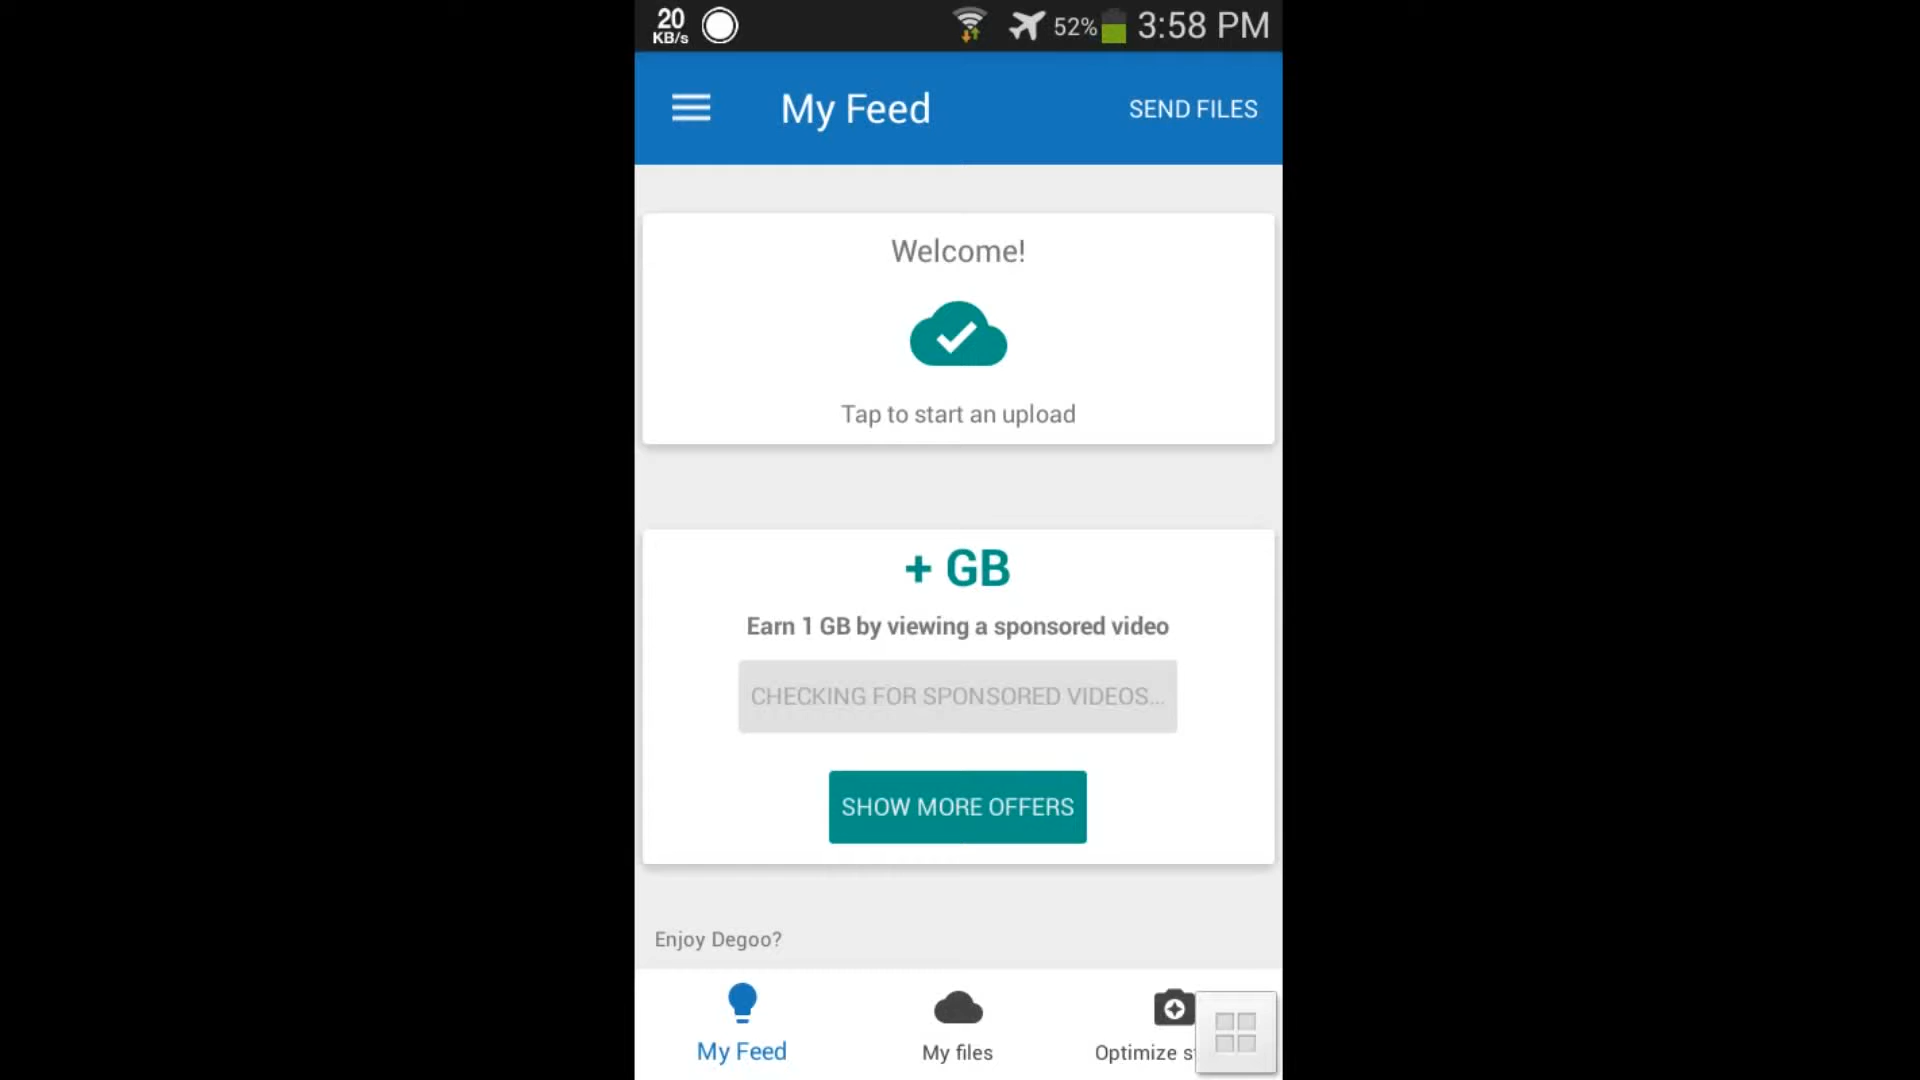 20
KB/s
52%
3:58 PM
My Feed
SEND FILES
Welcome!
Tap to start an upload
+ GB
Earn 1 GB by viewing a sponsored video
CHECKING FOR SPONSORED VIDEOS...
SHOW MORE OFFERS
Enjoy Degoo?
My Feed
My files
Optimize